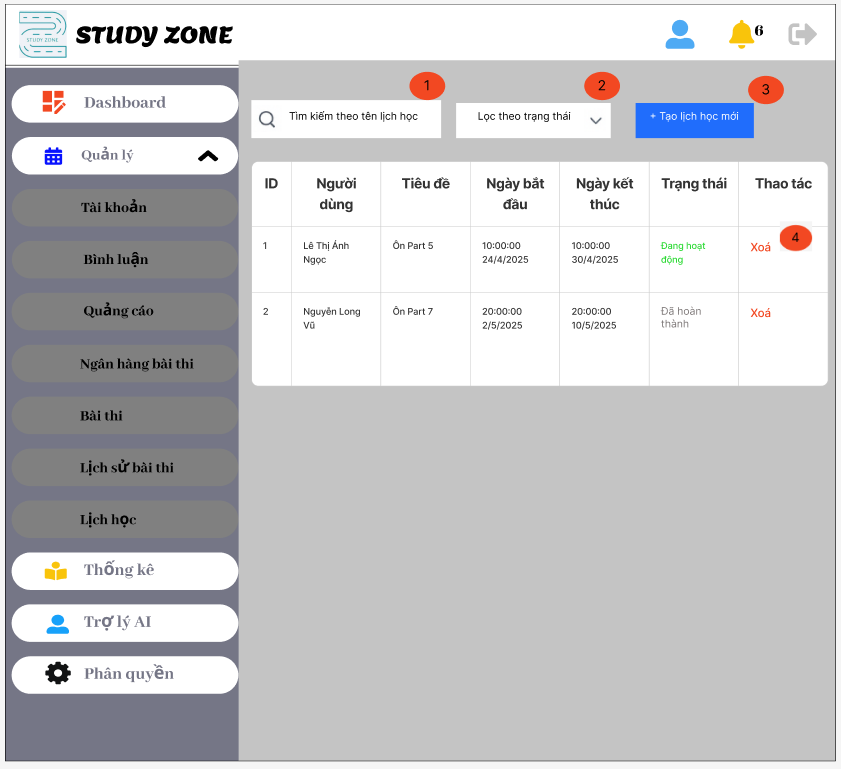 STUDY ZONE
STUDY ZONE
6
Dashboard
Quản lý
Tài khoản
Bình luận
Quảng cáo
Ngân hàng bài thi
Bài thi
Lịch sử bài thi
Lịch học
Thống kê
Trợ lý AI
Phân quyền
1
2
3
Tìm kiếm theo tên lịch học
Lọc theo trạng thái
+ Tạo lịch học mới
ID
Người
dùng
Tiêu đề
Ngày bắt
đầu
Ngày kết
thúc
Trạng thái
Thao tác
1
Lê Thị Ánh
Ngọc
Ôn Part 5
10:00:00
24/4/2025
10:00:00
30/4/2025
Đang hoạt
động
Xoá
4
2
Nguyễn Long
Vũ
Ôn Part 7
20:00:00
2/5/2025
20:00:00
10/5/2025
Đã hoàn
thành
Xoá